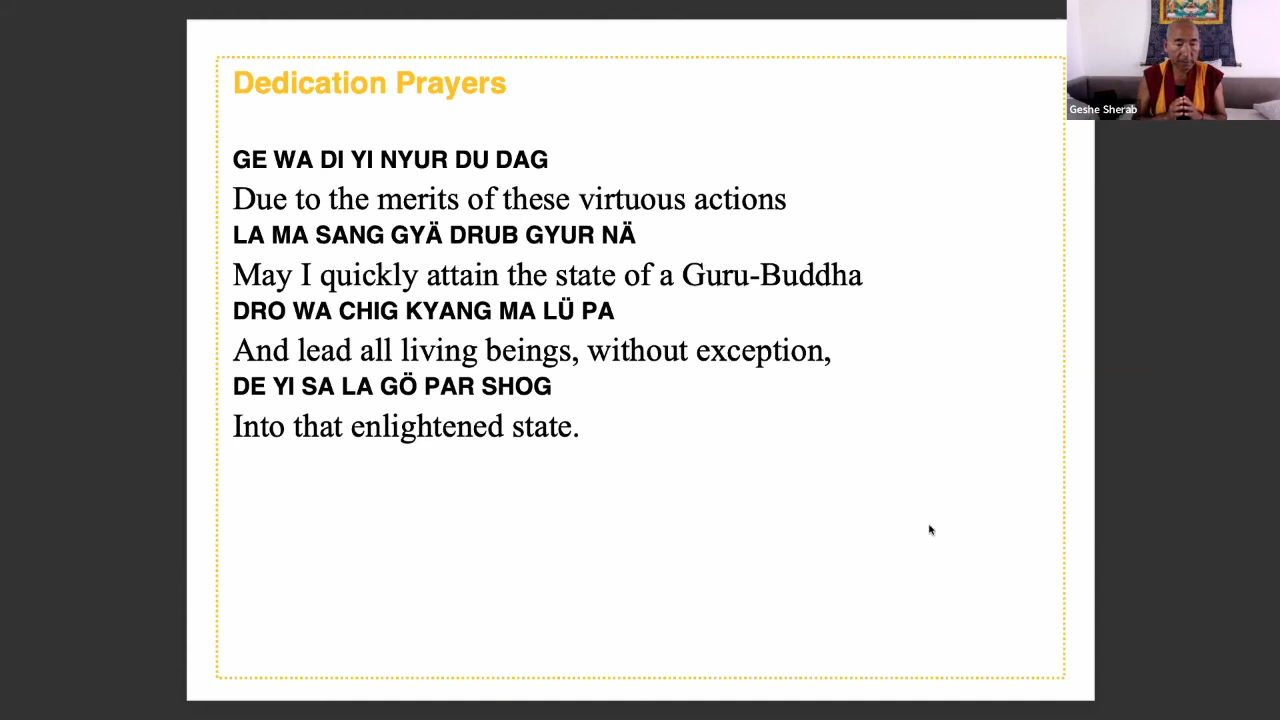 Dedication Prayers
GE WA DI YI NYUR DU DAG
Due to the merits of these virtuous actions
LA MA SANG GYÄ DRUB GYUR NÄ
May I quickly attain the state of a Guru-Buddha
DRO WA CHIG KYANG MA LÜ PA
And lead all living beings, without exception,
DE YI SA LA GÖ PAR SHOG
Into that enlightened state.
Geshe Sherab